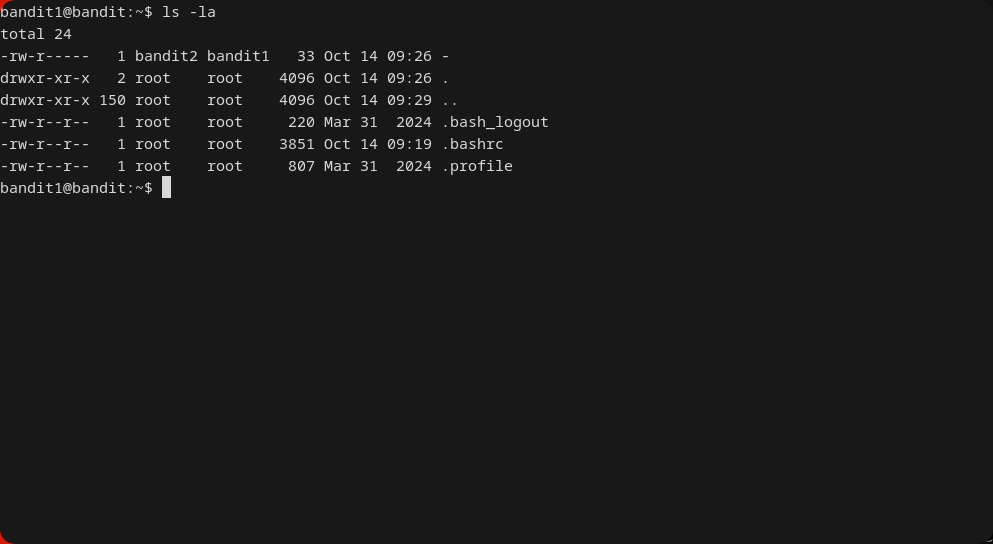 bandit1@bandit:~$ ls -la
total 24
-rw-r-----   1 bandit2 bandit1   33 Oct 14 09:26 -
drwxr-xr-x   2 root    root    4096 Oct 14 09:26 .
drwxr-xr-x 150 root    root    4096 Oct 14 09:29 ..
-rw-r--r--   1 root    root     220 Mar 31  2024 .bash_logout
-rw-r--r--   1 root    root    3851 Oct 14 09:19 .bashrc
-rw-r--r--   1 root    root     807 Mar 31  2024 .profile
bandit1@bandit:~$